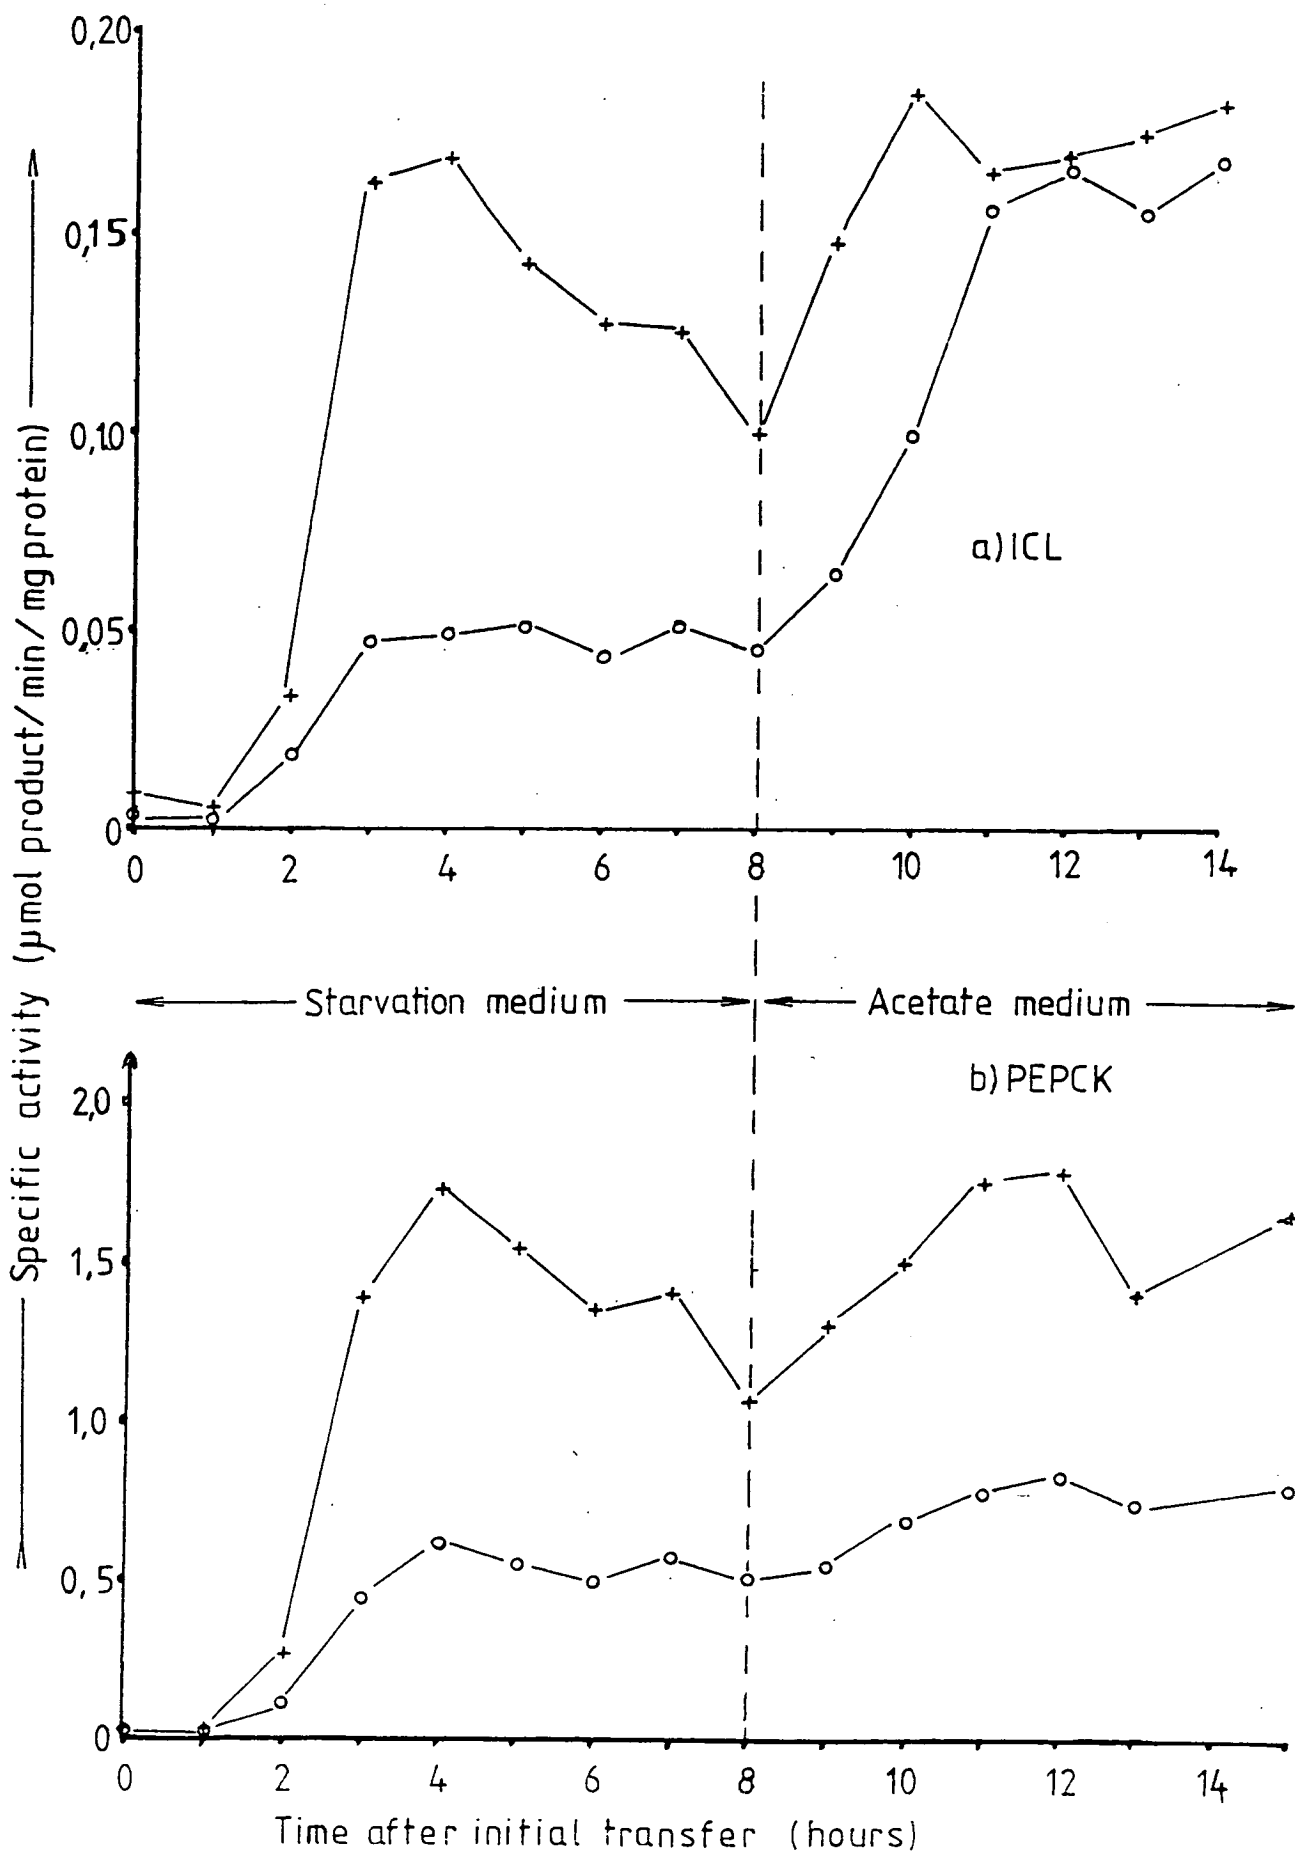 0,20
0,15
0,10
0,05
0
0 2 4 6 8 10 12 14
a) ICL
Specific activity (µmol product/min/mg protein)
Starvation medium
Acetate medium
b) PEPCK
2,0
1,5
1,0
0,5
0
0 2 4 6 8 10 12 14
Time after initial transfer (hours)